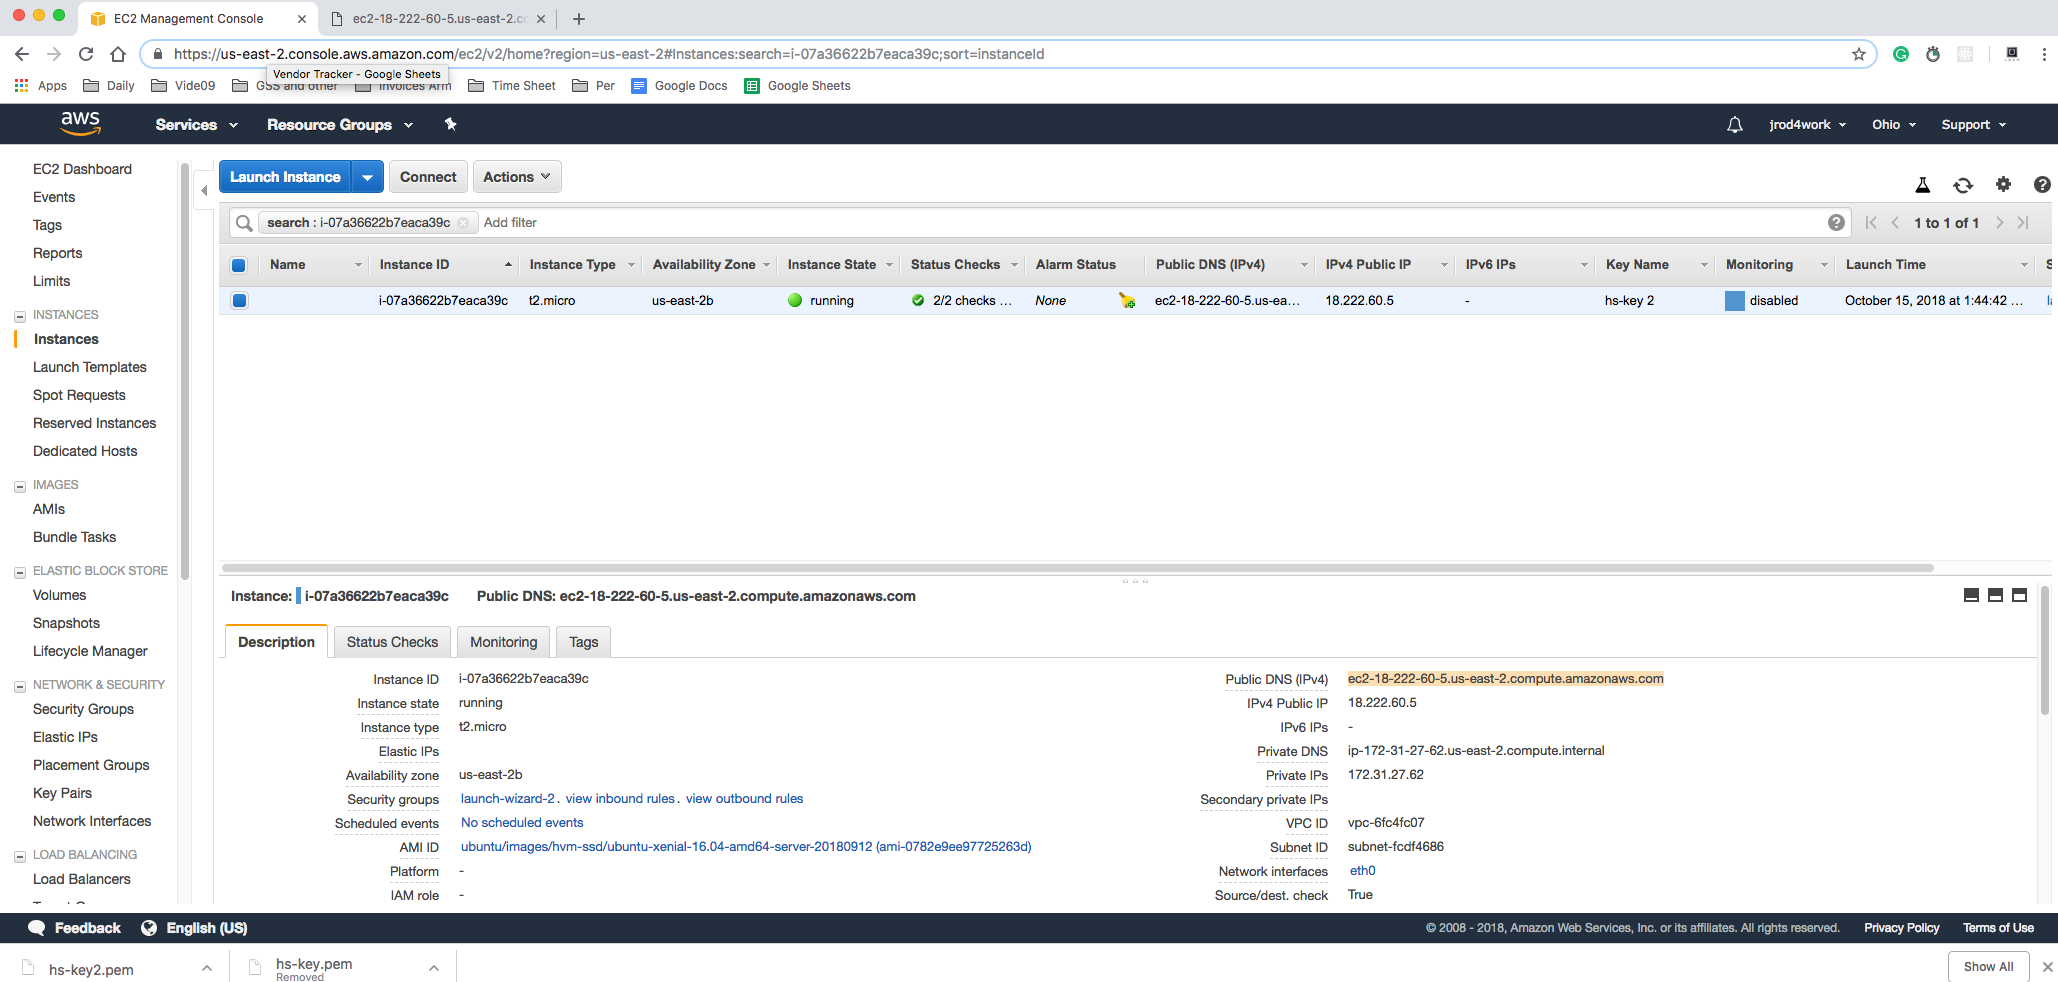 EC2 Management Console
ec2-18-222-60-5.us-east-2.cc
https://us-east-2.console.aws.amazon.com/ec2/v2/home?region=us-east-2#Instances:search=i-07a36622b7eaca39c;sort=instanceId
Vendor Tracker - Google Sheets
Apps Daily Vide09 GSS and other Invoices Arm Time Sheet Per Google Docs Google Sheets
aws Services Resource Groups jrod4work Ohio Support
EC2 Dashboard
Events
Tags
Reports
Limits
INSTANCES
Instances
Launch Templates
Spot Requests
Reserved Instances
Dedicated Hosts
IMAGES
AMIs
Bundle Tasks
ELASTIC BLOCK STORE
Volumes
Snapshots
Lifecycle Manager
NETWORK & SECURITY
Security Groups
Elastic IPs
Placement Groups
Key Pairs
Network Interfaces
LOAD BALANCING
Load Balancers
Launch Instance Connect Actions
search : i-07a36622b7eaca39c Add filter 1 to 1 of 1
Name Instance ID Instance Type Availability Zone Instance State Status Checks Alarm Status Public DNS (IPv4) IPv4 Public IP IPv6 IPs Key Name Monitoring Launch Time S
i-07a36622b7eaca39c t2.micro us-east-2b running 2/2 checks ... None ec2-18-222-60-5.us-ea... 18.222.60.5 - hs-key 2 disabled October 15, 2018 at 1:44:42 ...
Instance: i-07a36622b7eaca39c Public DNS: ec2-18-222-60-5.us-east-2.compute.amazonaws.com
Description Status Checks Monitoring Tags
Instance ID i-07a36622b7eaca39c
Instance state running
Instance type t2.micro
Elastic IPs
Availability zone us-east-2b
Security groups launch-wizard-2. view inbound rules. view outbound rules
Scheduled events No scheduled events
AMI ID ubuntu/images/hvm-ssd/ubuntu-xenial-16.04-amd64-server-20180912 (ami-0782e9ee97725263d)
Platform -
IAM role -
Public DNS (IPv4) ec2-18-222-60-5.us-east-2.compute.amazonaws.com
IPv4 Public IP 18.222.60.5
IPv6 IPs -
Private DNS ip-172-31-27-62.us-east-2.compute.internal
Private IPs 172.31.27.62
Secondary private IPs
VPC ID vpc-6fc4fc07
Subnet ID subnet-fcdf4686
Network interfaces eth0
Source/dest. check True
Feedback English (US) © 2008 - 2018, Amazon Web Services, Inc. or its affiliates. All rights reserved. Privacy Policy Terms of Use
hs-key2.pem
hs-key.pem
Removed
Show All